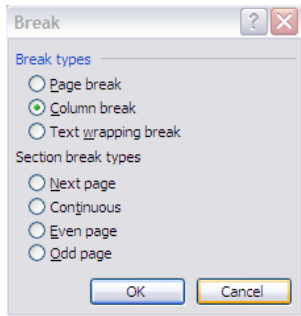 Break
Break types
Page break
Column break
Text wrapping break
Section break types
Next page
Continuous
Even page
Odd page
OK Cancel